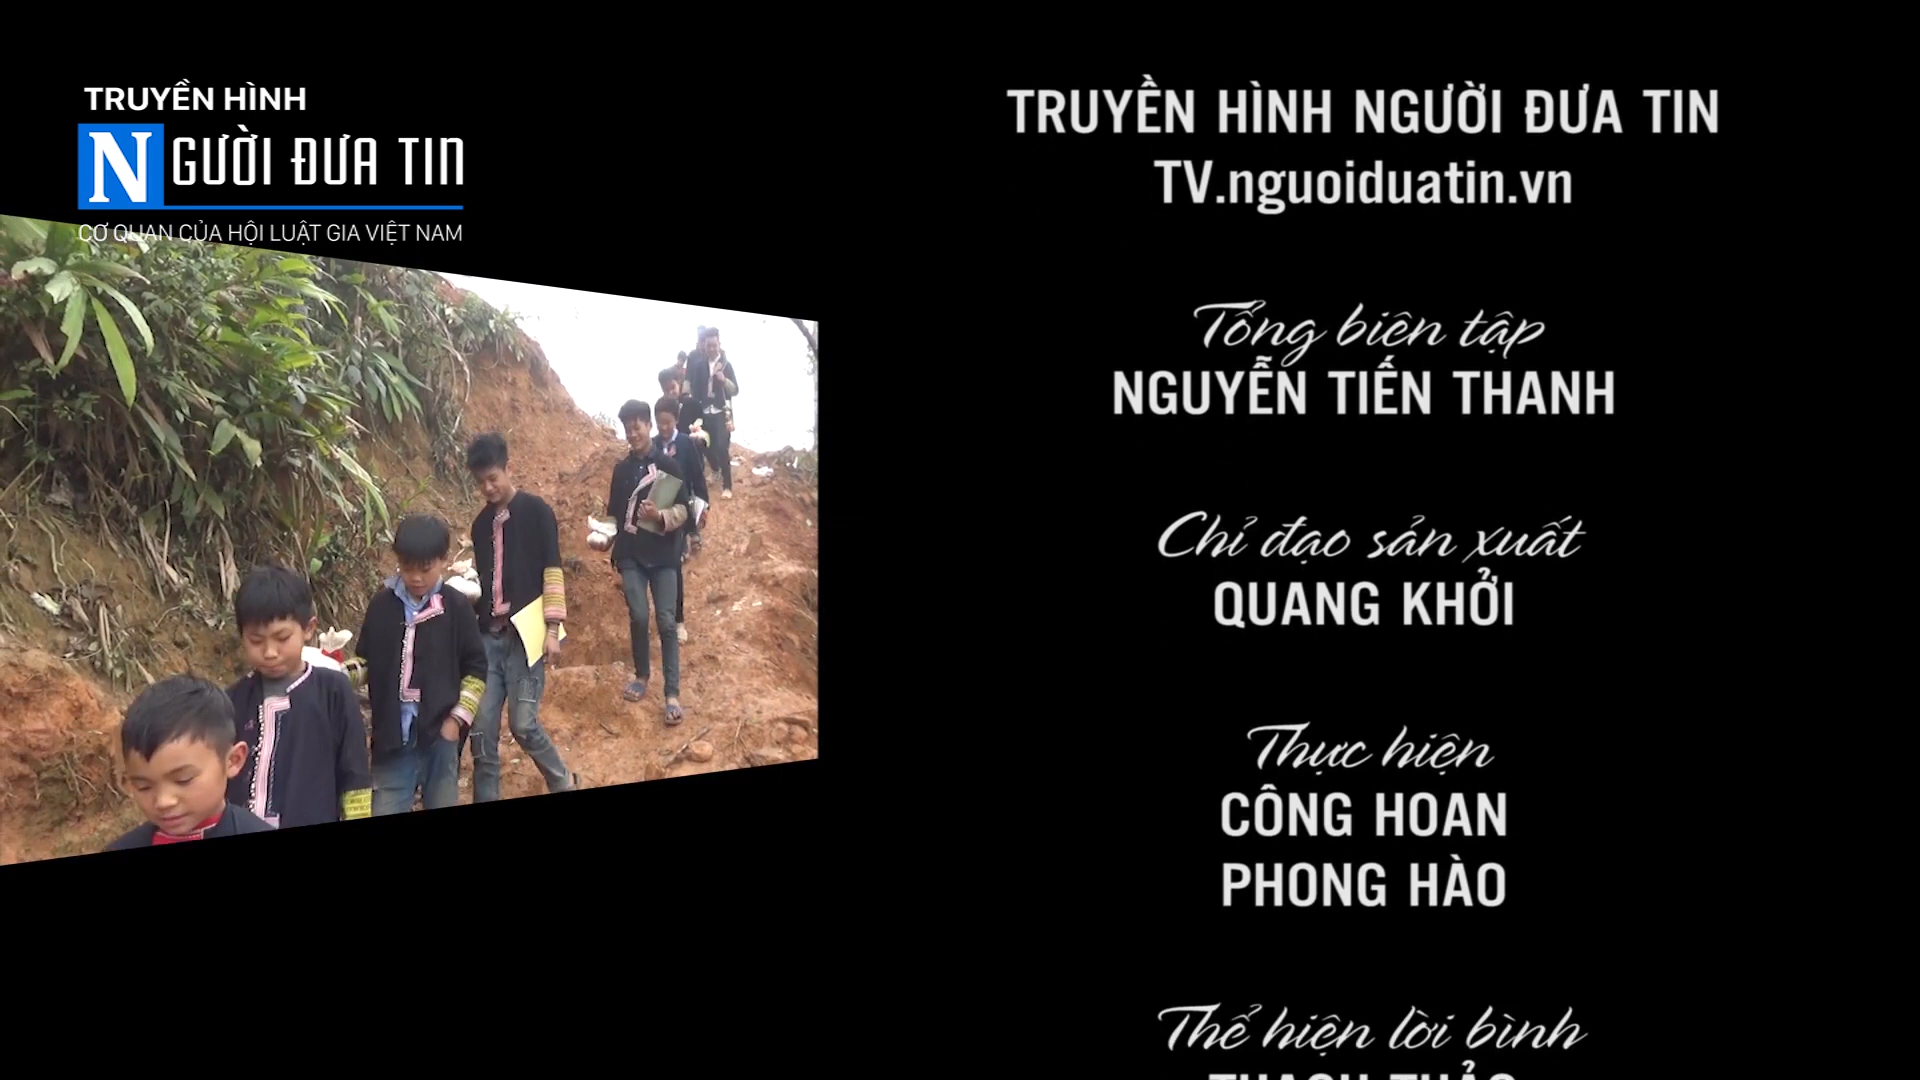 TRUYỀN HÌNH
NGƯỜI ĐƯA TIN
CƠ QUAN CỦA HỘI LUẬT GIA VIỆT NAM
TRUYỀN HÌNH NGƯỜI ĐƯA TIN
TV.nguoiduatin.vn
Tổng biên tập
NGUYỄN TIẾN THANH
Chỉ đạo sản xuất
QUANG KHỞI
Thực hiện
CÔNG HOAN
PHONG HÀO
Thể hiện lời bình